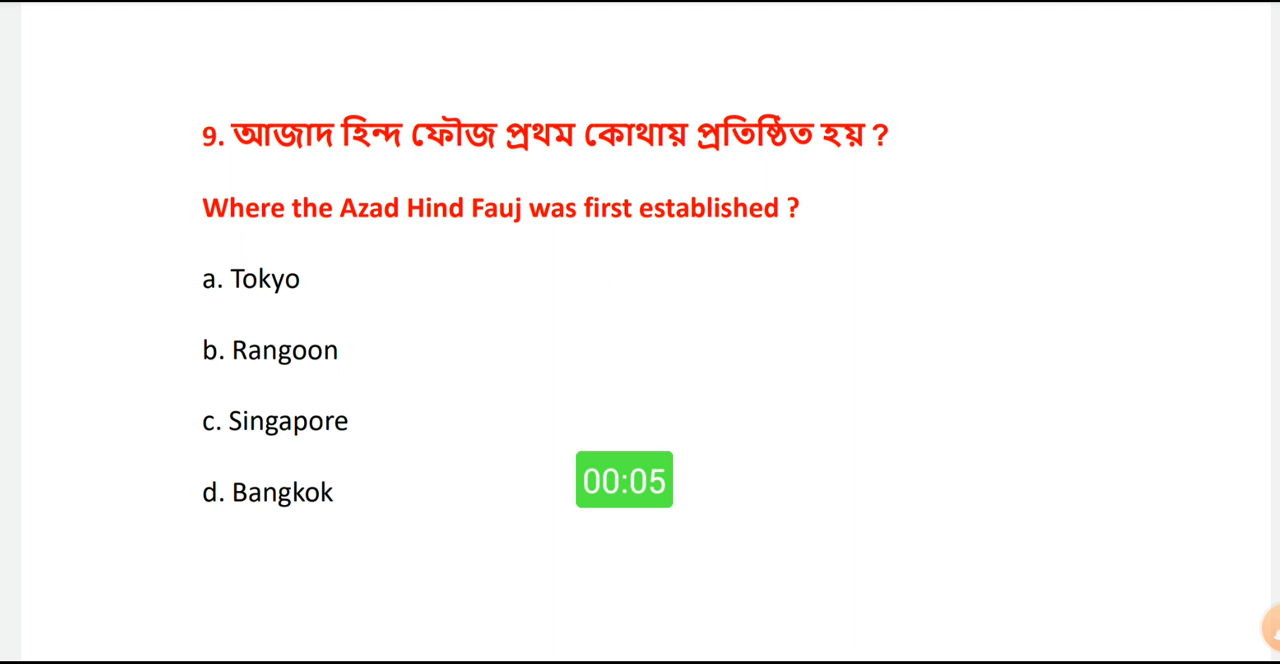 9. আজাদ হিন্দ ফৌজ প্রথম কোথায় প্রতিষ্ঠিত হয় ?
Where the Azad Hind Fauj was first established ?
a. Tokyo
b. Rangoon
c. Singapore
d. Bangkok
00:05